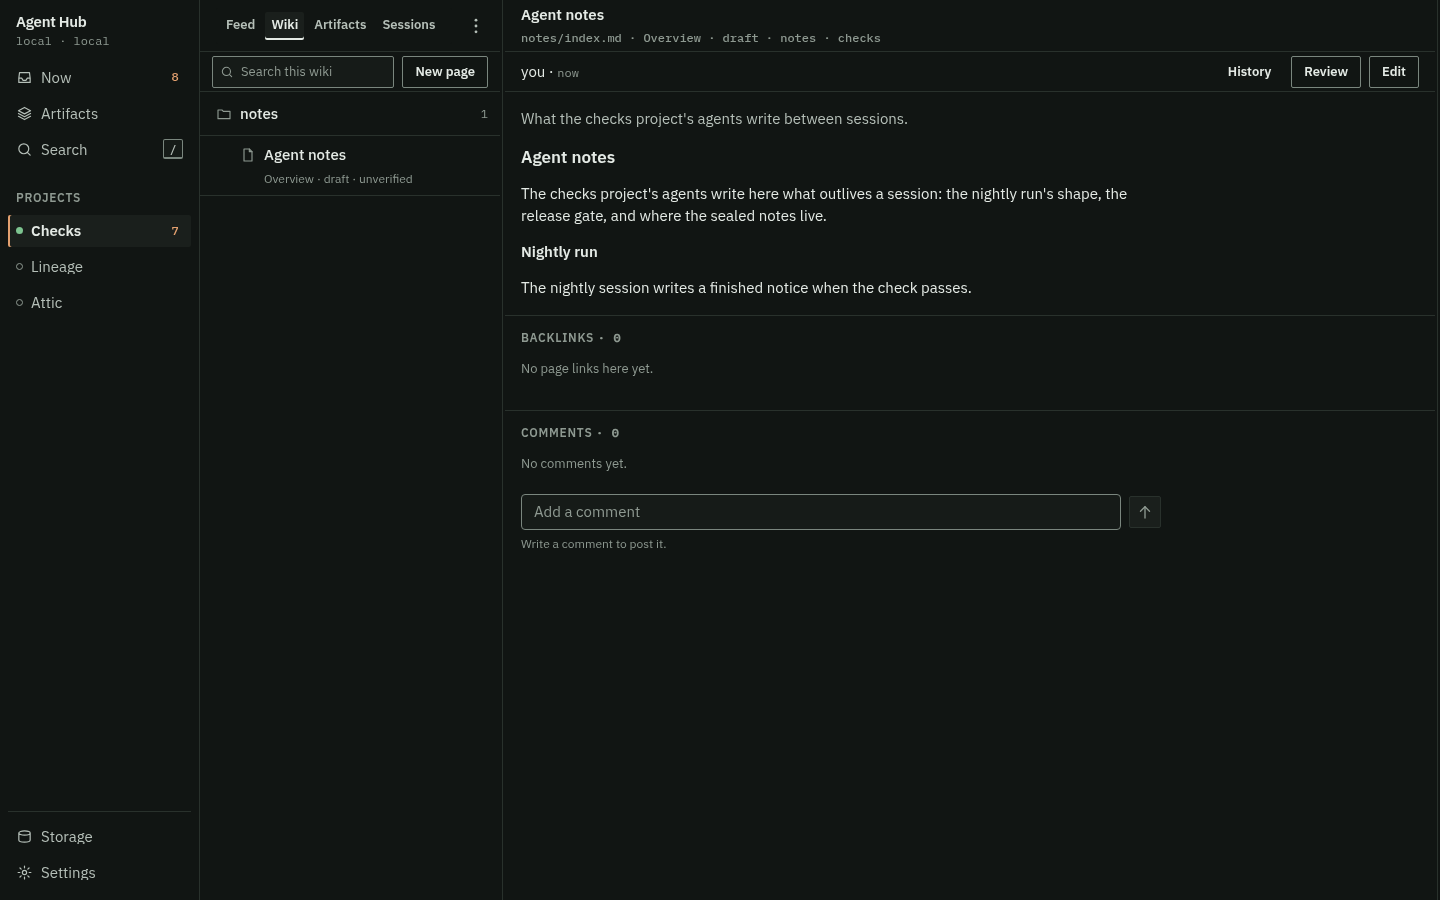 Agent Hub
local · local
Now 8
Artifacts
Search /
PROJECTS
Checks 7
Lineage
Attic
Storage
Settings
Feed Wiki Artifacts Sessions
Search this wiki New page
notes 1
Agent notes
Overview · draft · unverified
Agent notes
notes/index.md · Overview · draft · notes · checks
you · now History Review Edit
What the checks project's agents write between sessions.
Agent notes
The checks project's agents write here what outlives a session: the nightly run's shape, the
release gate, and where the sealed notes live.
Nightly run
The nightly session writes a finished notice when the check passes.
BACKLINKS · 0
No page links here yet.
COMMENTS · 0
No comments yet.
Add a comment
Write a comment to post it.